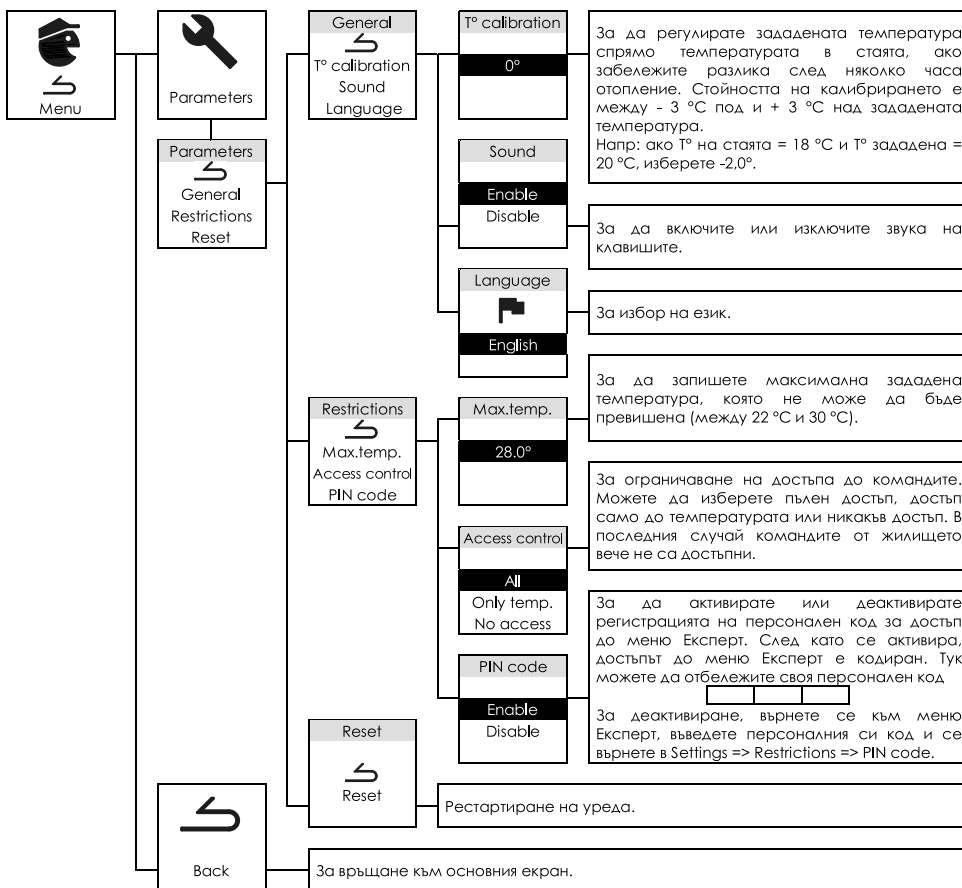 Menu
Parameters
Parameters
General
Restrictions
Reset
General
T° calibration
Sound
Language
T° calibration
0°
За да регулирате зададената температура
спрямо температурата в стаята, ако
забележите разлика след няколко часа
отопление. Стойността на калибрирането е
между - 3 °C под и + 3 °C над зададената
температура.
Напр: ако T° на стаята = 18 °C и T° зададена =
20 °C, изберете -2,0°.
Sound
Enable
Disable
За да включите или изключите звука на
клавишите.
Language
English
За избор на език.
Restrictions
Max.temp.
Access control
PIN code
Max.temp.
28.0°
За да запишете максимална зададена
температура, която не може да бъде
превишена (между 22 °C и 30 °C).
Access control
All
Only temp.
No access
За ограничаване на достъпа до командите.
Можете да изберете пълен достъп, достъп
само до температурата или никакъв достъп. В
последния случай командите от жилището
вече не са достъпни.
PIN code
Enable
Disable
За да активирате или деактивирате
регистрацията на персонален код за достъп
до меню Експерт. След като се активира,
достъпът до меню Експерт е кодиран. Тук
можете да отбележите своя персонален код
За деактивиране, върнете се към меню
Експерт, въведете персоналния си код и се
върнете в Settings => Restrictions => PIN code.
Reset
Reset
Рестартиране на уреда.
Back
За връщане към основния екран.